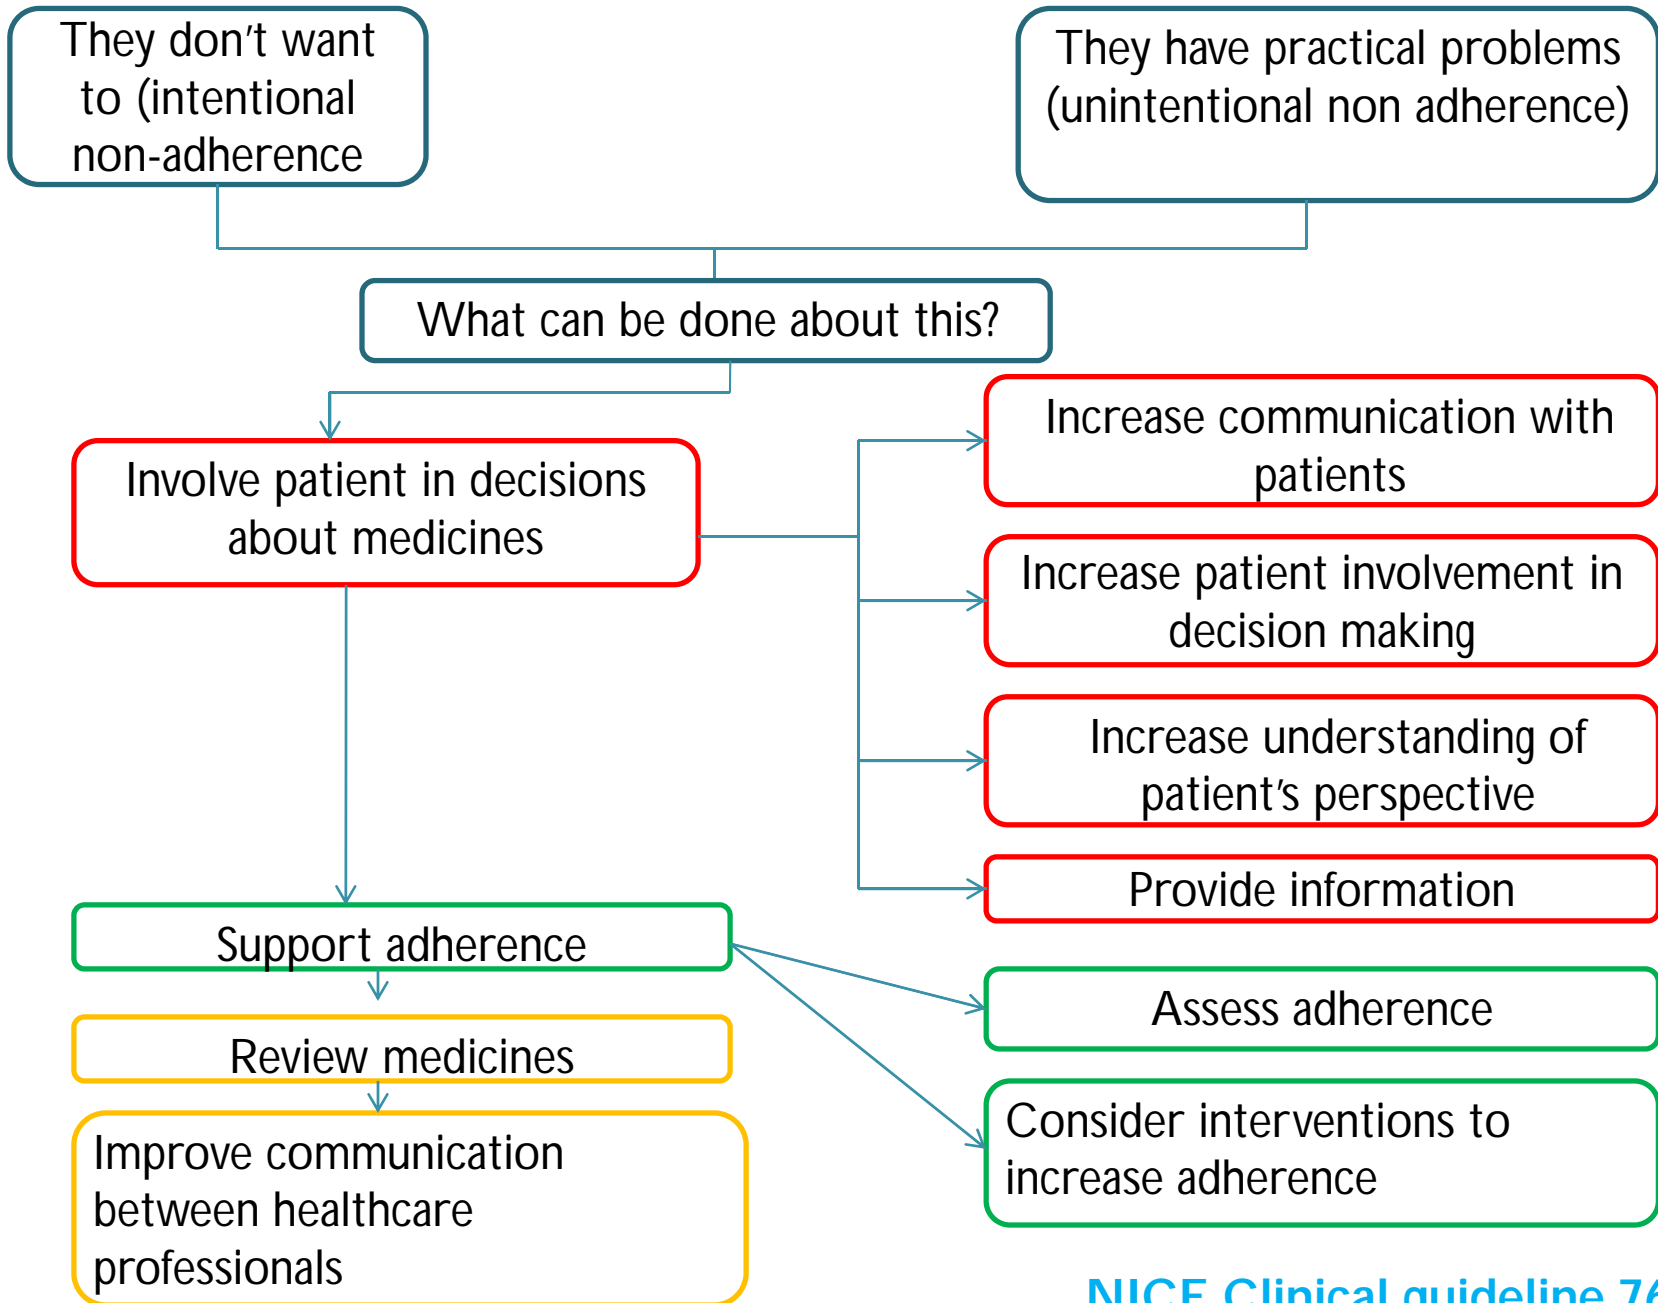 They don't want
to (intentional
non-adherence
They have practical problems
(unintentional non adherence)
What can be done about this?
Involve patient in decisions
about medicines
Increase communication with
patients
Increase patient involvement in
decision making
Increase understanding of
patient's perspective
Provide information
Support adherence
Assess adherence
Review medicines
Consider interventions to
increase adherence
Improve communication
between healthcare
professionals
NICE Clinical guideline 76